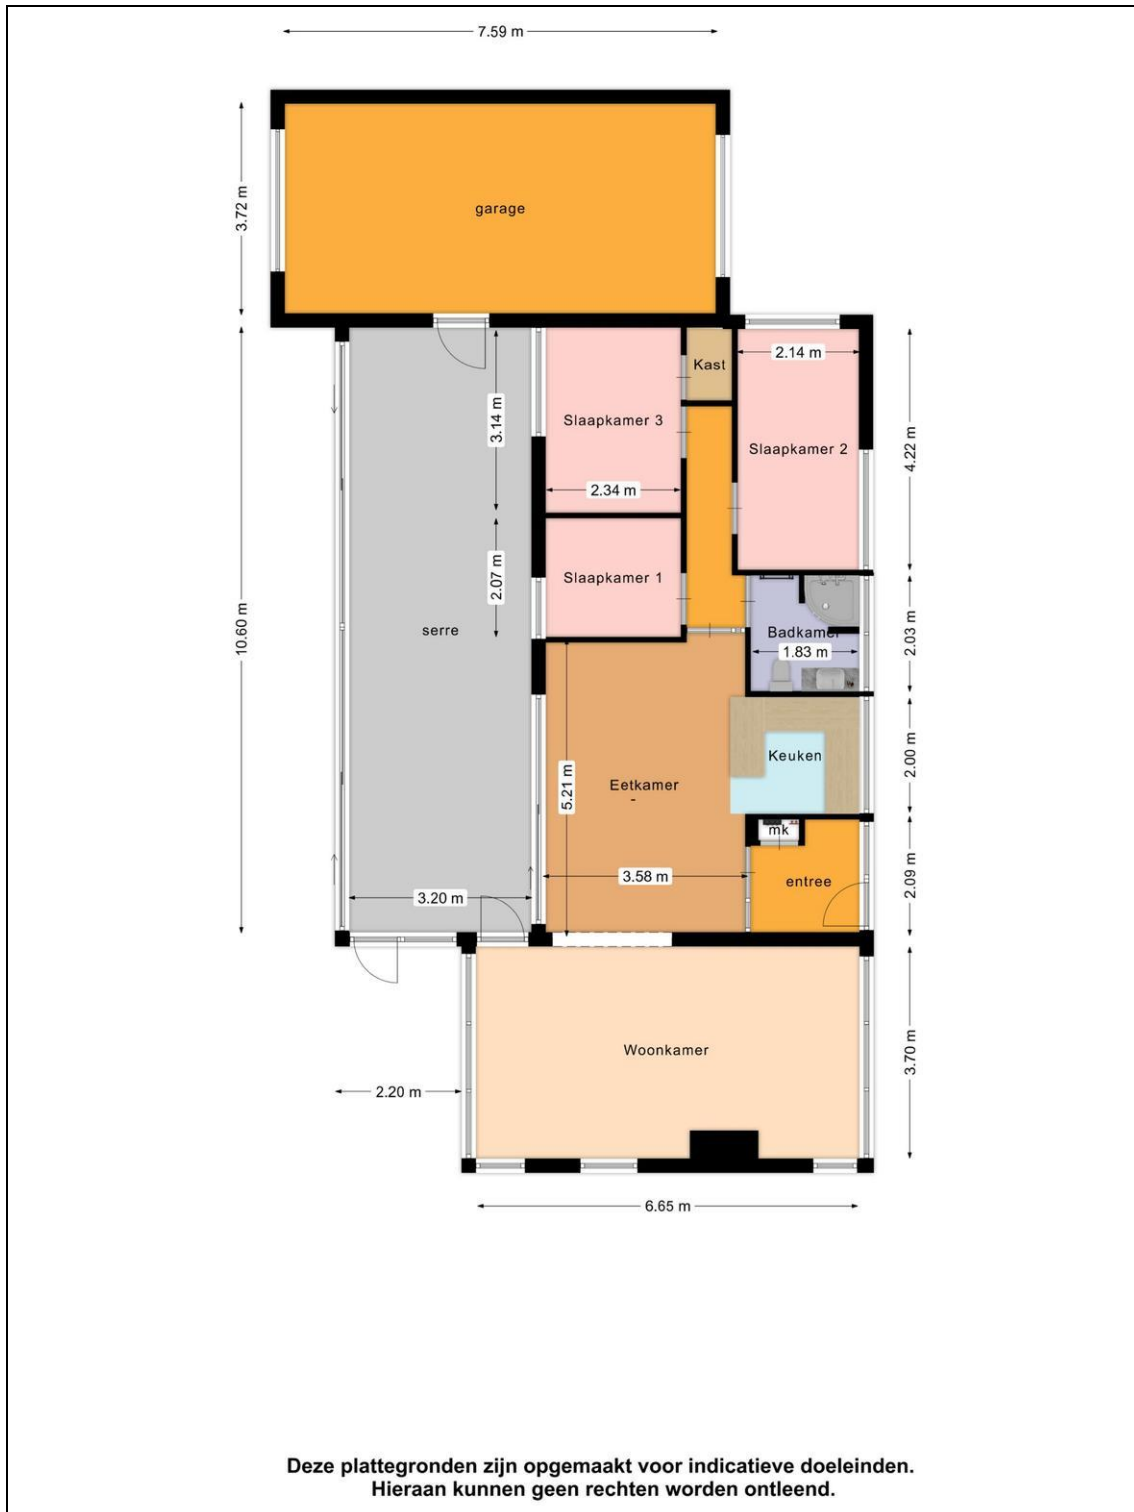 7.59 m
3.72 m
garage
2.14 m
Kast
3.14 m
Slaapkamer 3
4.22 m
Slaapkamer 2
2.34 m
2.07 m
Slaapkamer 1
10.60 m
serre
Badkamer
2.03 m
1.83 m
2.00 m
Keuken
5.21 m
Eetkamer
-
mk
2.09 m
3.58 m
entree
3.20 m
Woonkamer
3.70 m
2.20 m
6.65 m
Deze plattegronden zijn opgemaakt voor indicatieve doeleinden.
Hieraan kunnen geen rechten worden ontleend.